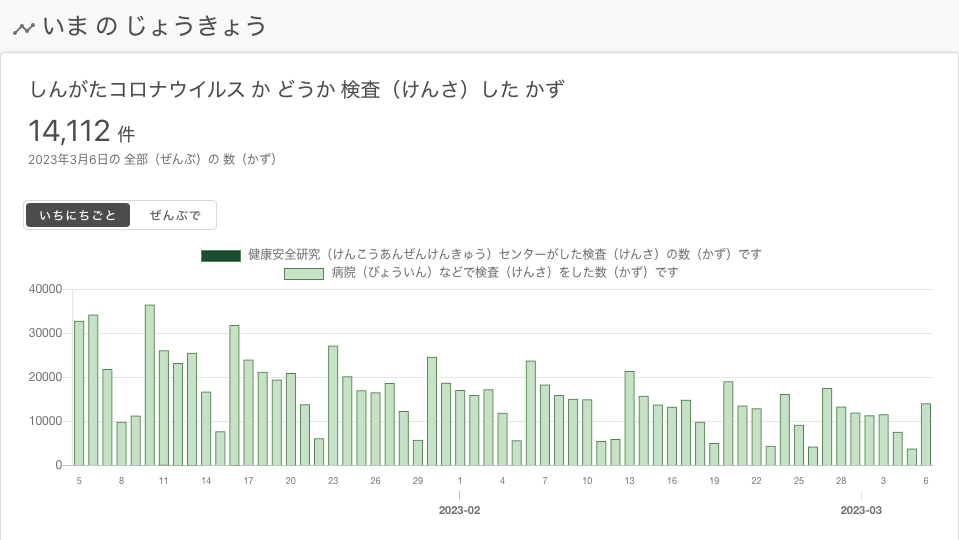 いま の じょうきょう
しんがたコロナウイルス か どうか 検査（けんさ）した かず
14,112 件
2023年3月6日の 全部（ぜんぶ）の 数（かず）
いちにちごと ぜんぶで
健康安全研究（けんこうあんぜんけんきゅう）センターがした検査（けんさ）の数（かず）です
病院（びょういん）などで検査（けんさ）をした数（かず）です
40000
30000
20000
10000
0
5 8 11 14 17 20 23 26 29 1 4 7 10 13 16 19 22 25 28 3 6
2023-02 2023-03